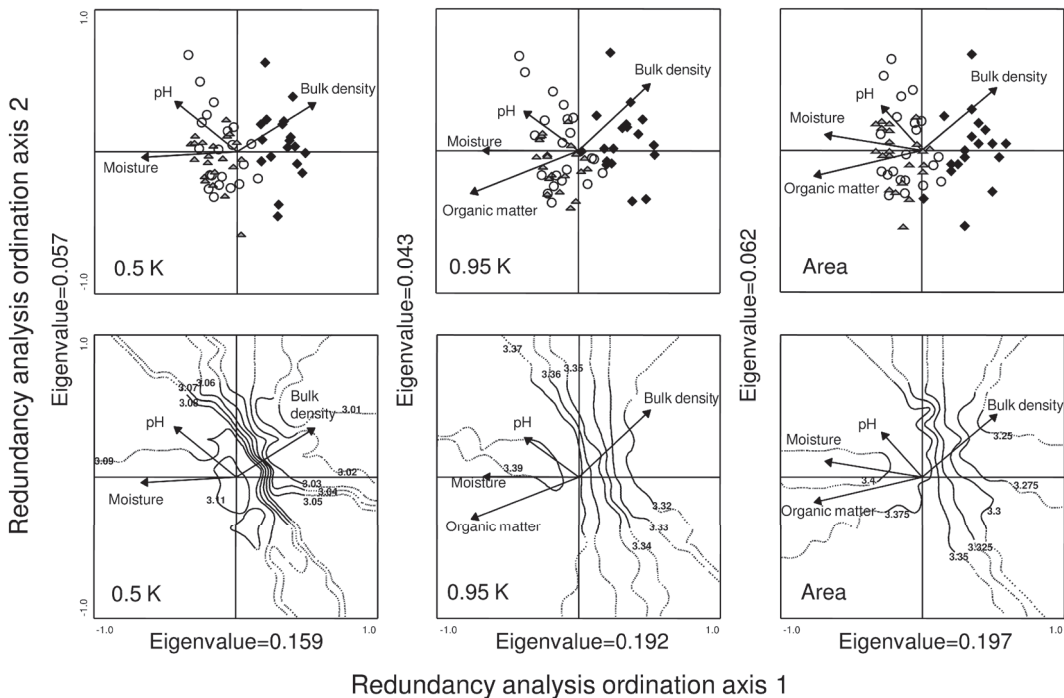 Redundancy analysis ordination axis 2
1.0
-1.0
Eigenvalue=0.057
pH
Bulk density
Moisture
0.5 K
Eigenvalue=0.043
pH
Bulk density
Moisture
Organic matter
0.95 K
Eigenvalue=0.062
pH
Bulk density
Moisture
Organic matter
Area
1.0
-1.0
3.06
3.07
3.08
3.09
3.11
3.01
3.02
3.03
3.04
3.05
pH
Bulk
density
Moisture
0.5 K
-1.0
1.0
Eigenvalue=0.159
3.37
3.36
3.35
3.39
3.32
3.33
3.34
pH
Bulk density
Moisture
Organic matter
0.95 K
-1.0
1.0
Eigenvalue=0.192
pH
Bulk density
3.25
Moisture
3.4
3.275
Organic matter
3.375
3.3
3.325
3.35
Area
-1.0
1.0
Eigenvalue=0.197
Redundancy analysis ordination axis 1